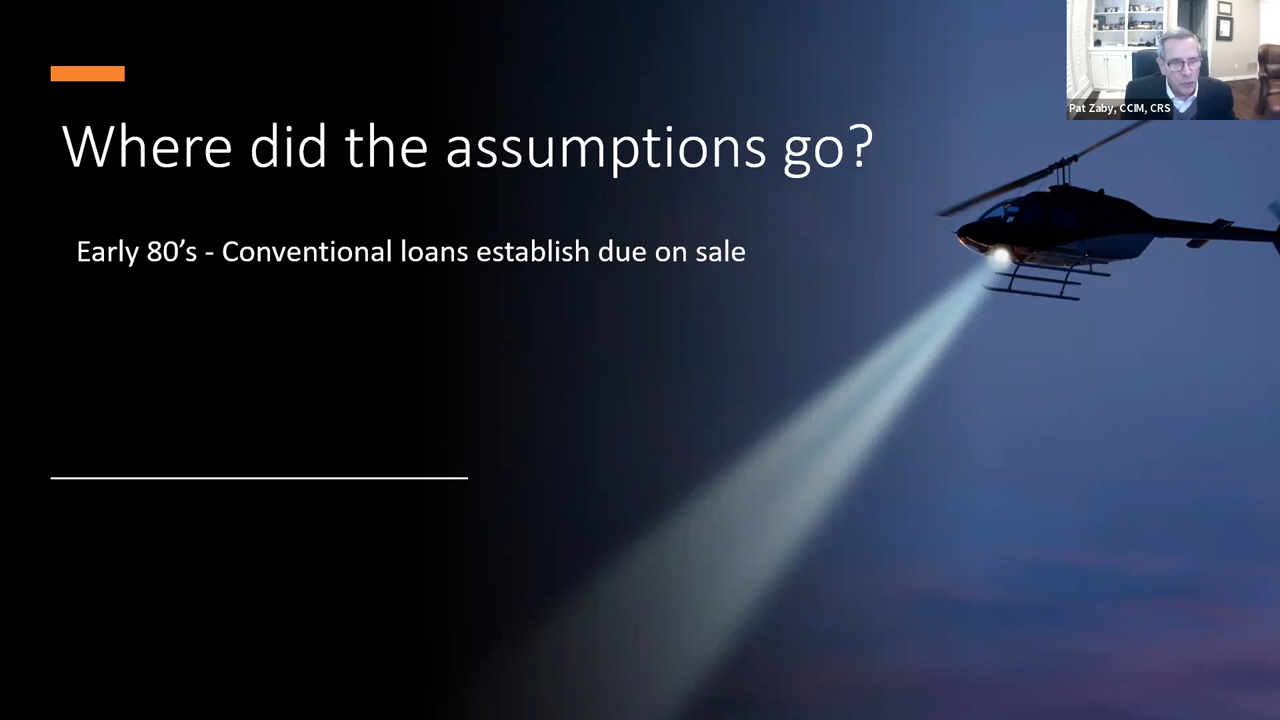 Pat Zaby, CCIM, CRS
Where did the assumptions go?
Early 80’s - Conventional loans establish due on sale